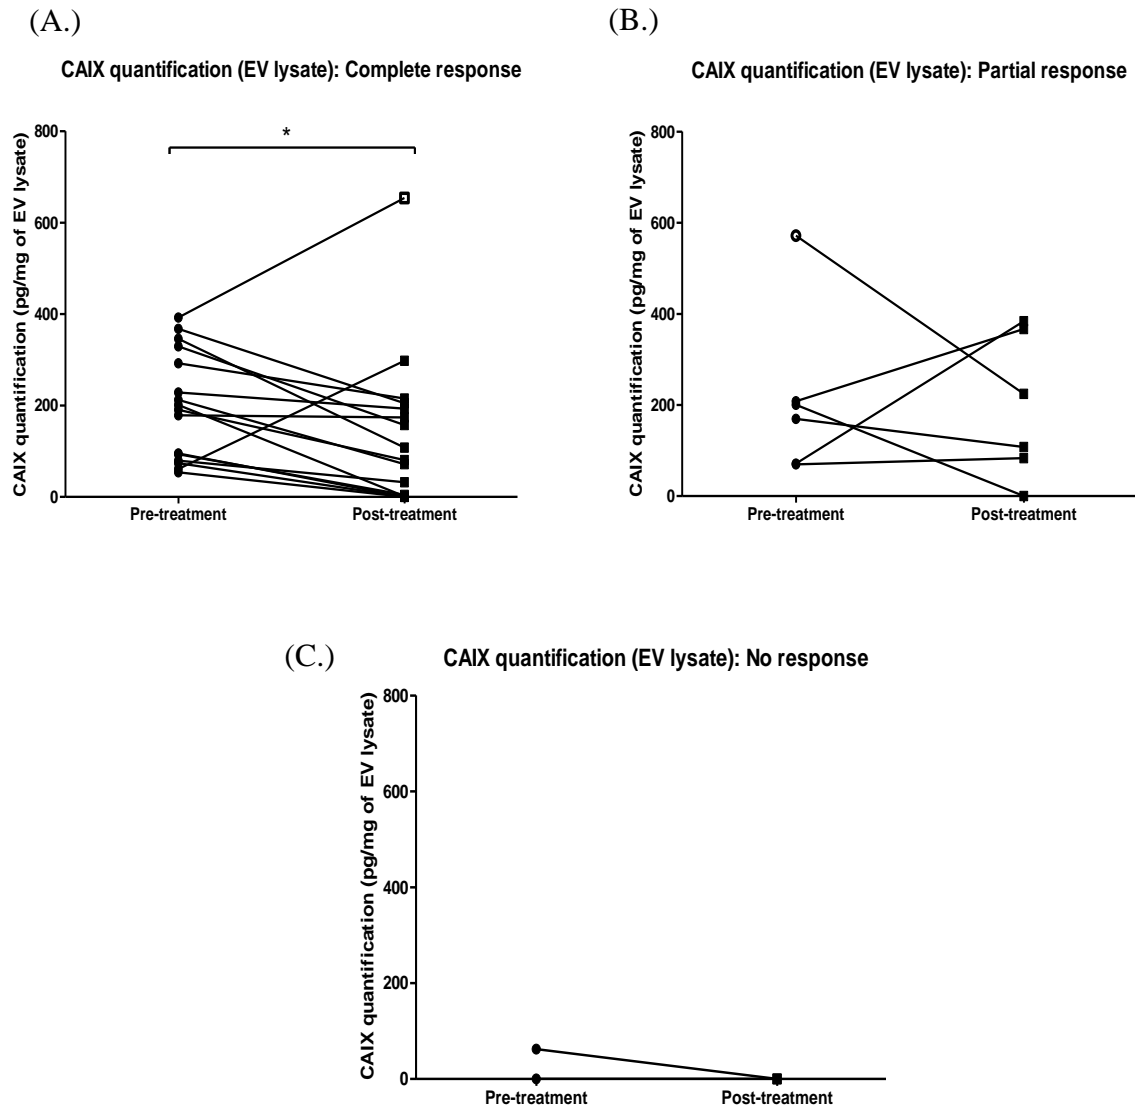 (A.)
CAIX quantification (EV lysate): Complete response
CAIX quantification (pg/mg of EV lysate)
800
600
400
200
0
*
Pre-treatment
Post-treatment
(B.)
CAIX quantification (EV lysate): Partial response
CAIX quantification (pg/mg of EV lysate)
800
600
400
200
0
Pre-treatment
Post-treatment
(C.)
CAIX quantification (EV lysate): No response
CAIX quantification (pg/mg of EV lysate)
800
600
400
200
0
Pre-treatment
Post-treatment